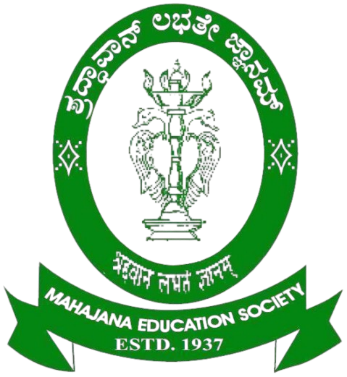 ಶ್ರದ್ಧಾವಾನ್ ಲಭತೇ ಜ್ಞಾನಮ್
श्रद्धावान लभते ज्ञानम्
MAHAJANA EDUCATION SOCIETY
ESTD. 1937